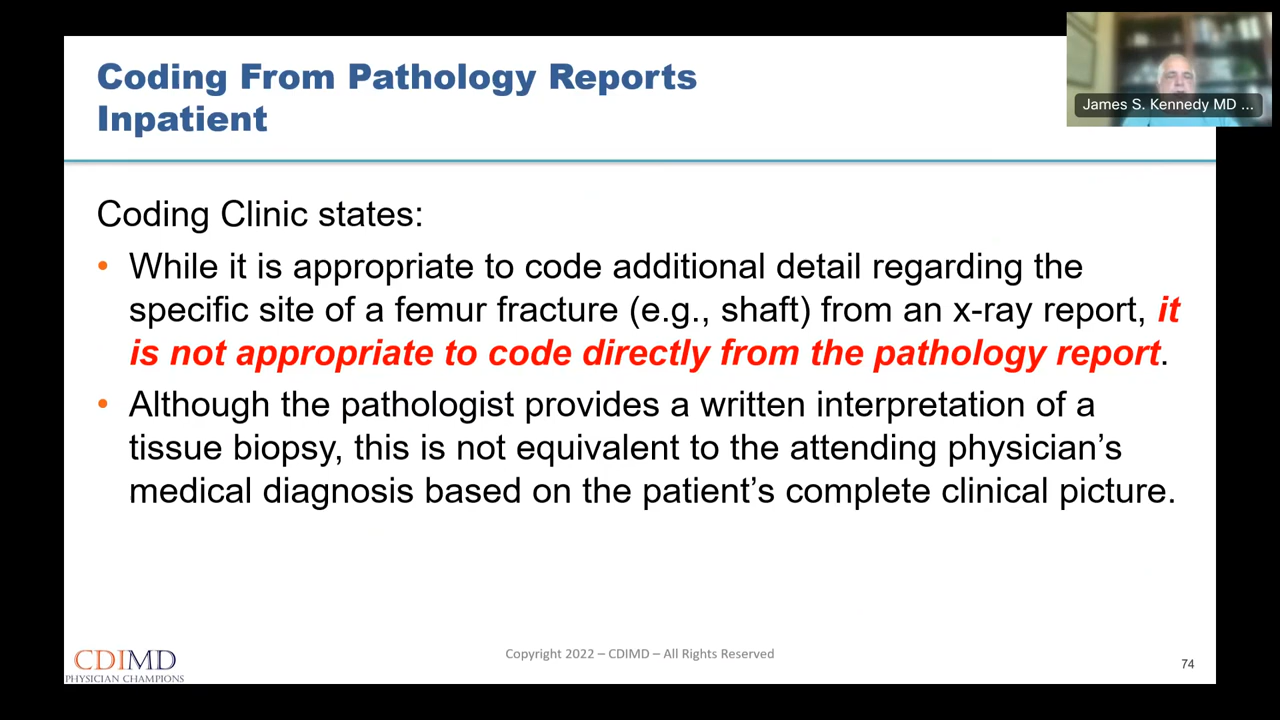 Coding From Pathology Reports
Inpatient
James S. Kennedy MD ...
Coding Clinic states:
• While it is appropriate to code additional detail regarding the
specific site of a femur fracture (e.g., shaft) from an x-ray report, it
is not appropriate to code directly from the pathology report.
• Although the pathologist provides a written interpretation of a
tissue biopsy, this is not equivalent to the attending physician’s
medical diagnosis based on the patient’s complete clinical picture.
CDIMD
PHYSICIAN CHAMPIONS
Copyright 2022 – CDIMD – All Rights Reserved
74